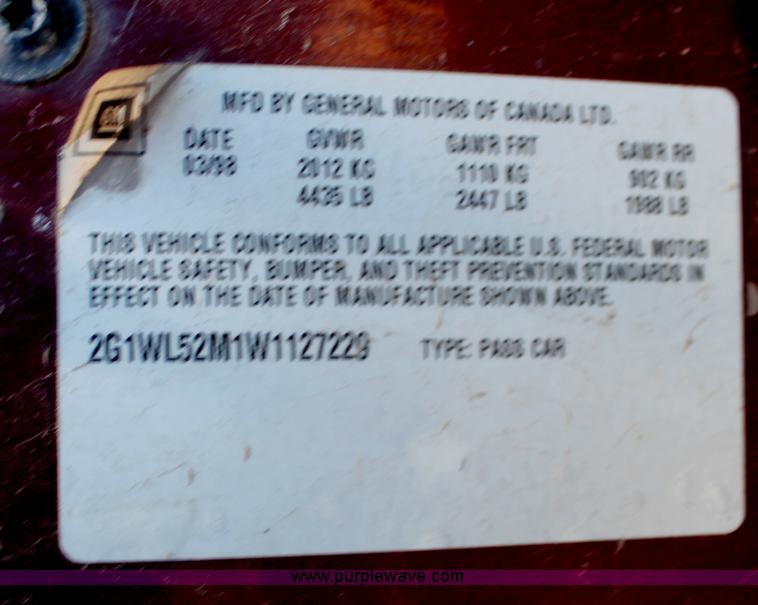 GM
MFD BY GENERAL MOTORS OF CANADA LTD.
DATE GVWR GAWR FRT GAWR RR
03/98 2012 KG 1110 KG 902 KG
4435 LB 2447 LB 1988 LB
THIS VEHICLE CONFORMS TO ALL APPLICABLE U.S. FEDERAL MOTOR
VEHICLE SAFETY, BUMPER, AND THEFT PREVENTION STANDARDS IN
EFFECT ON THE DATE OF MANUFACTURE SHOWN ABOVE.
2G1WL52M1W1127229 TYPE: PASS CAR
www.purplewave.com